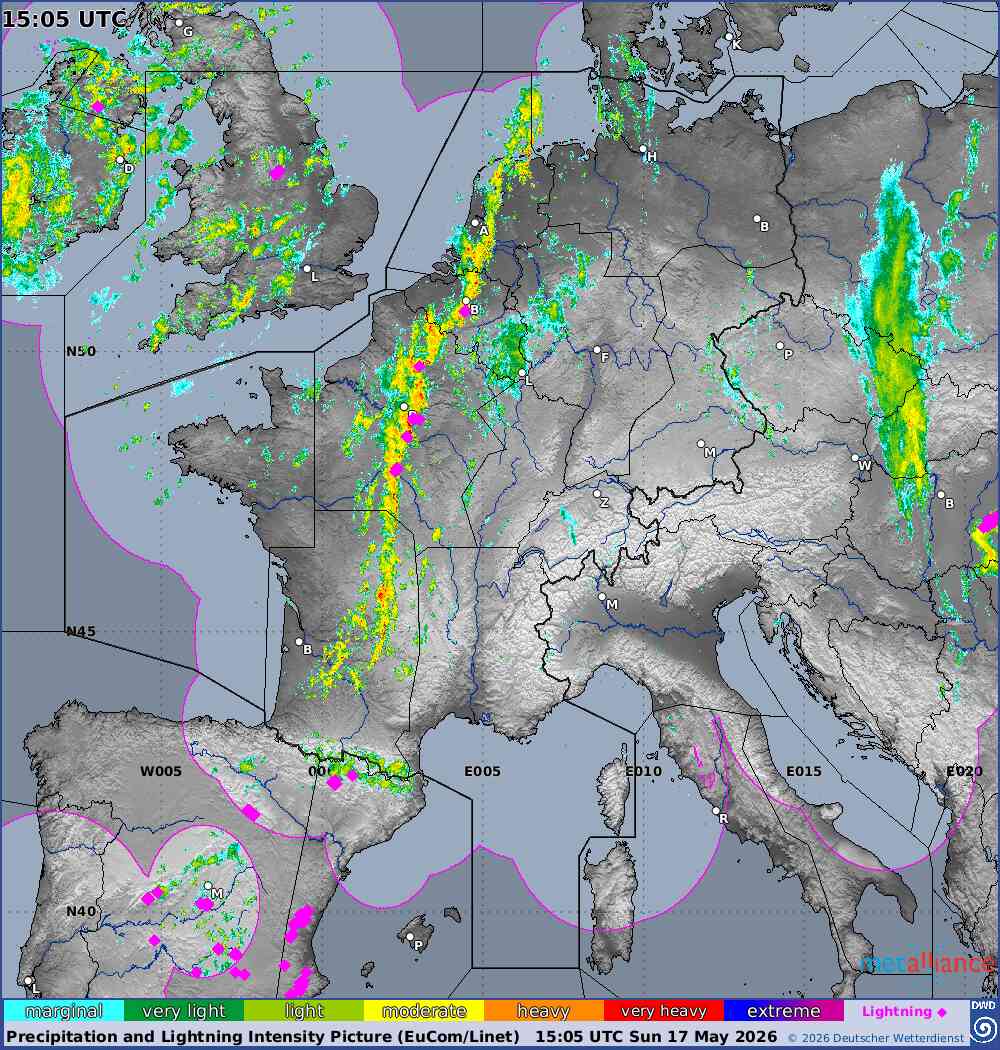 15:05 UTC
G
K
D
H
A
B
L
B
N50
P
F
L
P
M
W
Z
B
M
N45
B
W005
000
E005
E010
E015
E020
R
M
N40
P
L
metalliance
marginal very light light moderate heavy very heavy extreme Lightning
DWD
Precipitation and Lightning Intensity Picture (EuCom/Linet) 15:05 UTC Sun 17 May 2026 © 2026 Deutscher Wetterdienst